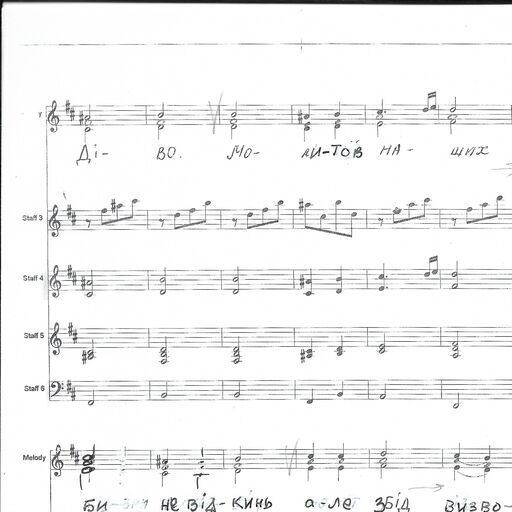 Y
Ді- ВО. МО- ли-ТОВ НА- ших
Staff 3
Staff 4
Staff 5
Staff 6
Melody
БИ- не від-кинь а-ле збід визво-